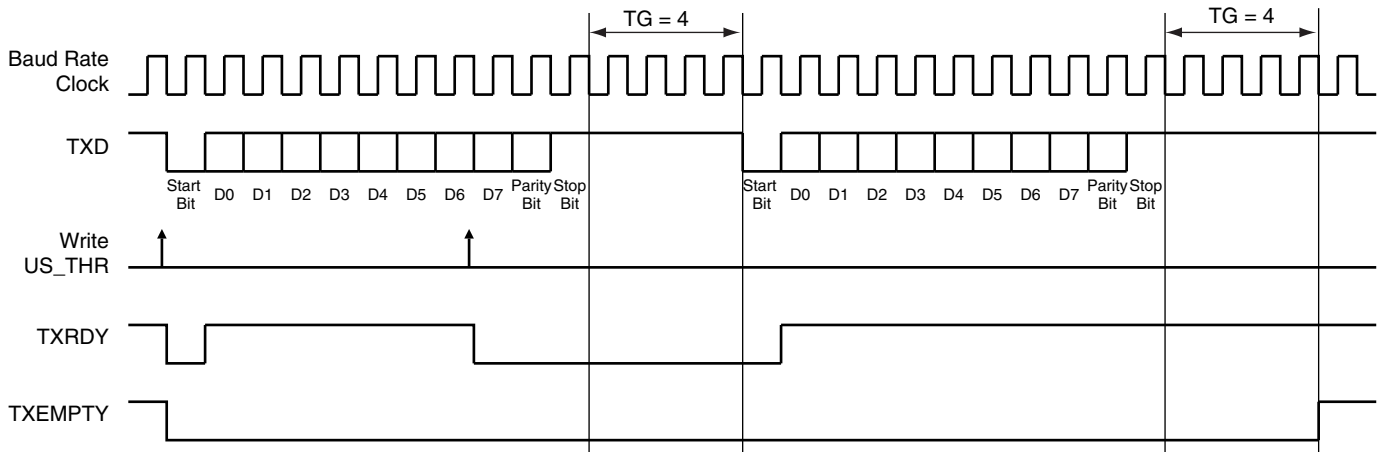 TG = 4
TG = 4
Baud Rate
Clock
TXD
Start
Bit
D0
D1
D2
D3
D4
D5
D6
D7
Parity
Bit
Stop
Bit
Start
Bit
D0
D1
D2
D3
D4
D5
D6
D7
Parity
Bit
Stop
Bit
Write
US_THR
TXRDY
TXEMPTY